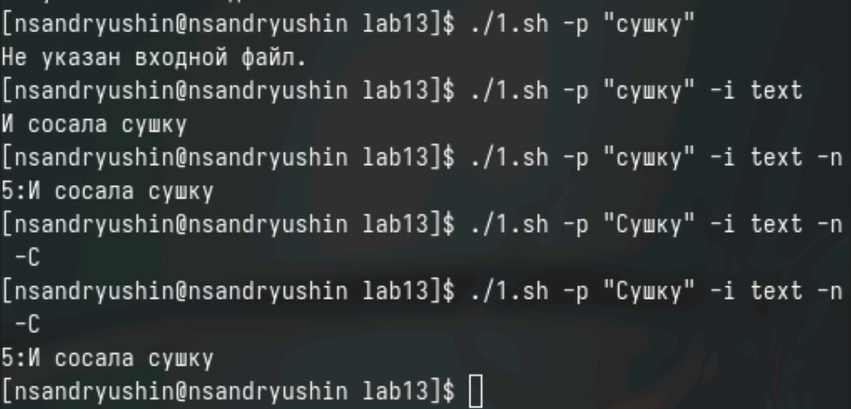 [nsandryushin@nsandryushin lab13]$ ./1.sh -p "сушку"
Не указан входной файл.
[nsandryushin@nsandryushin lab13]$ ./1.sh -p "сушку" -i text
И сосала сушку
[nsandryushin@nsandryushin lab13]$ ./1.sh -p "сушку" -i text -n
5:И сосала сушку
[nsandryushin@nsandryushin lab13]$ ./1.sh -p "Сушку" -i text -n
-C
[nsandryushin@nsandryushin lab13]$ ./1.sh -p "Сушку" -i text -n
-C
5:И сосала сушку
[nsandryushin@nsandryushin lab13]$